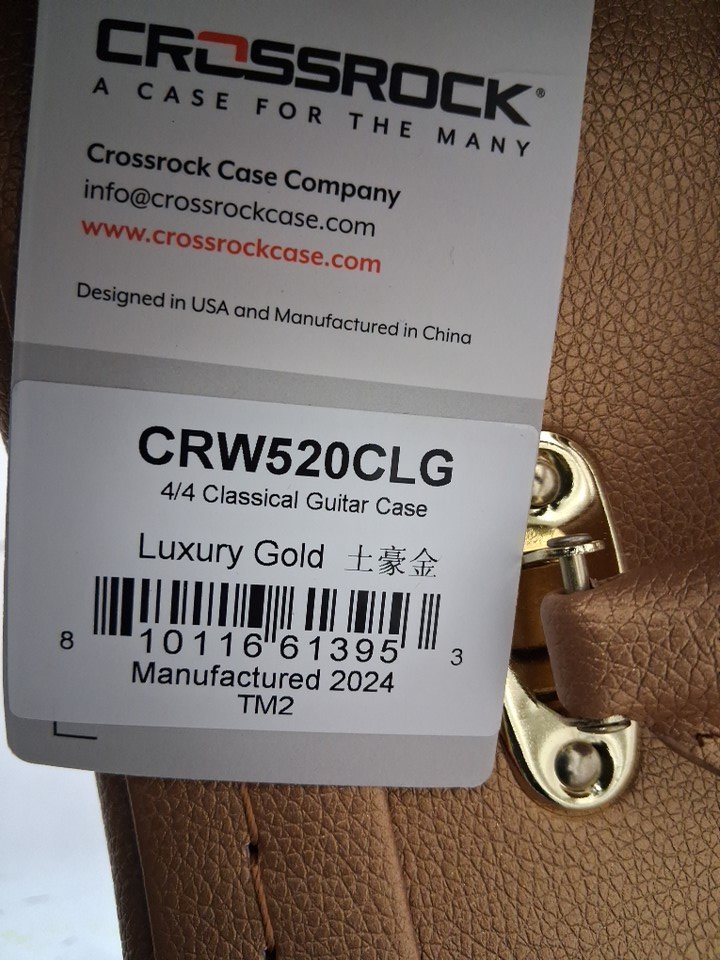 CROSSROCK®
A CASE FOR THE MANY
Crossrock Case Company
info@crossrockcase.com
www.crossrockcase.com
Designed in USA and Manufactured in China
CRW520CLG
4/4 Classical Guitar Case
Luxury Gold 土豪金
8 10116 61395 3
Manufactured 2024
TM2